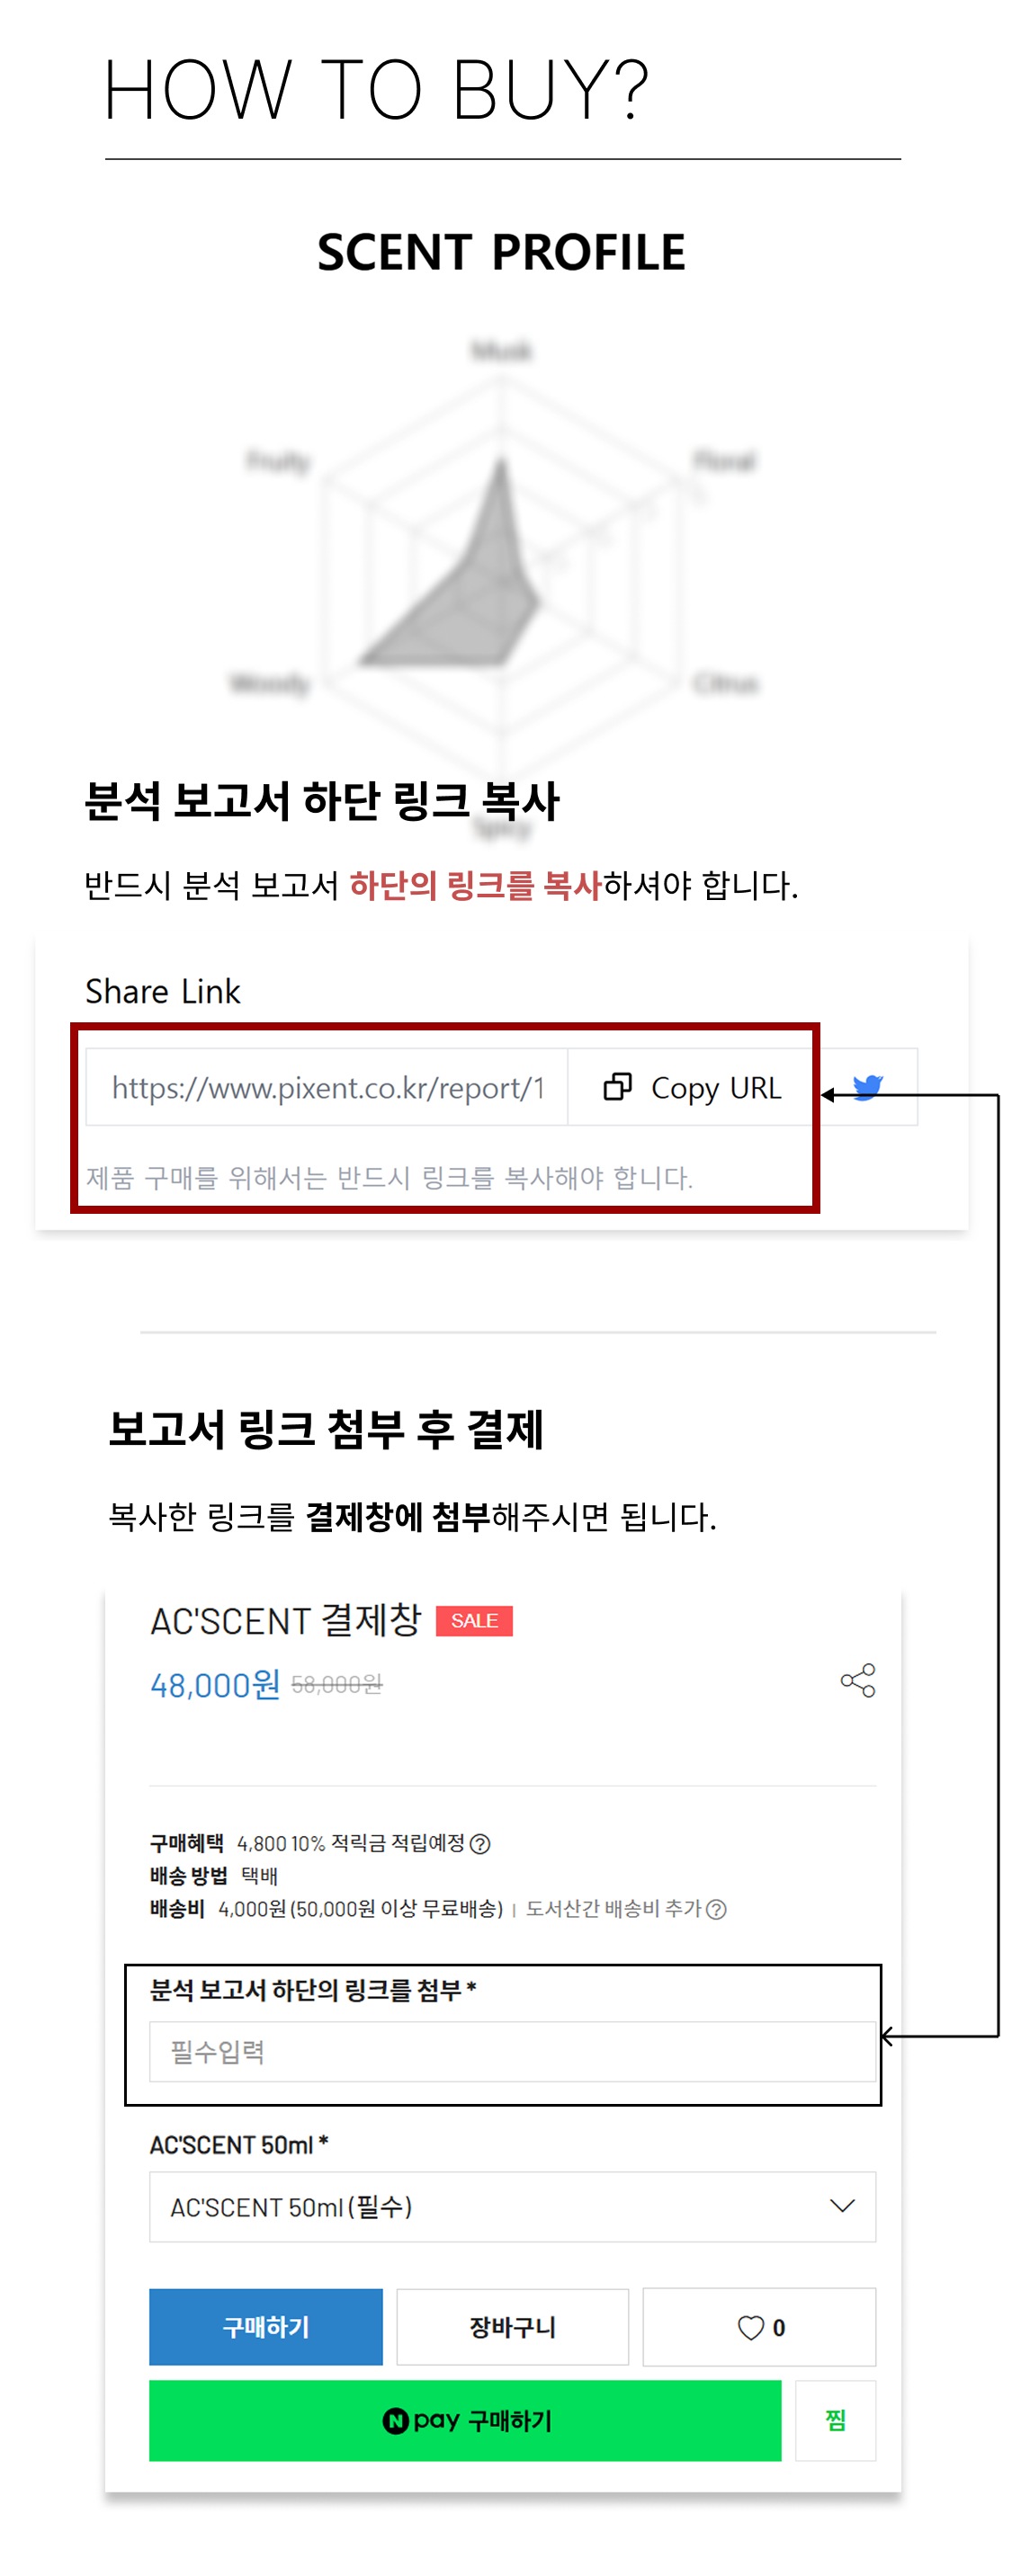 HOW TO BUY?
SCENT PROFILE
Musk
Fruity
Floral
Woody
Citrus
분석 보고서 하단 링크 복사
Spicy
반드시 분석 보고서 하단의 링크를 복사하셔야 합니다.
Share Link
https://www.pixent.co.kr/report/1
Copy URL
제품 구매를 위해서는 반드시 링크를 복사해야 합니다.
보고서 링크 첨부 후 결제
복사한 링크를 결제창에 첨부해주시면 됩니다.
AC'SCENT 결제창 SALE
48,000원 58,000원
구매혜택 4,800 10% 적릭금 적립예정 ?
배송 방법 택배
배송비 4,000원 (50,000원 이상 무료배송) | 도서산간 배송비 추가 ?
분석 보고서 하단의 링크를 첨부 *
필수입력
AC'SCENT 50ml *
AC'SCENT 50ml (필수)
구매하기 장바구니 0
N pay 구매하기 찜